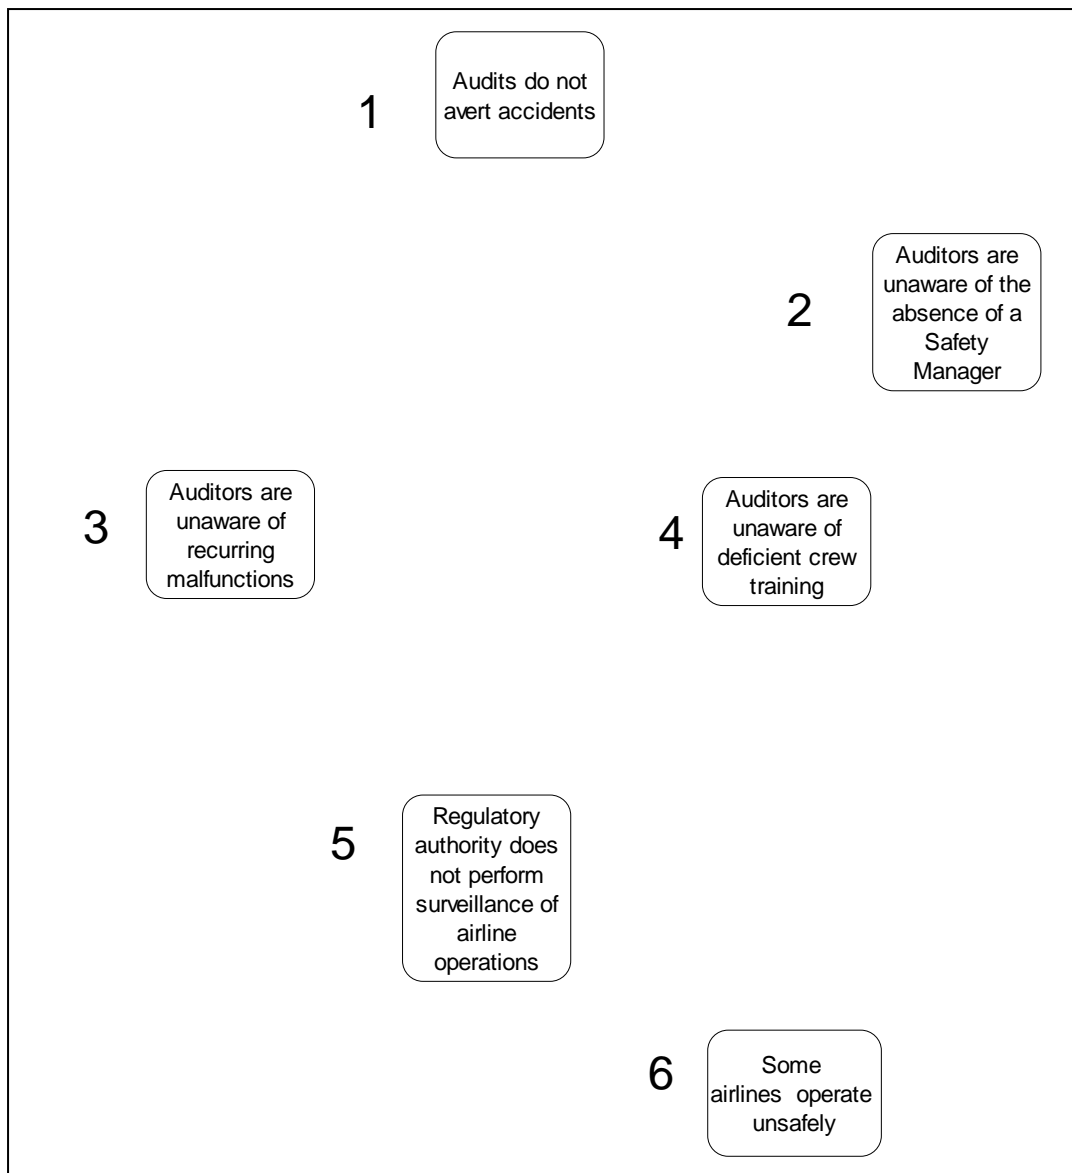 1
Audits do not
avert accidents
2
Auditors are
unaware of the
absence of a
Safety
Manager
3
Auditors are
unaware of
recurring
malfunctions
4
Auditors are
unaware of
deficient crew
training
5
Regulatory
authority does
not perform
surveillance of
airline
operations
6
Some
airlines operate
unsafely